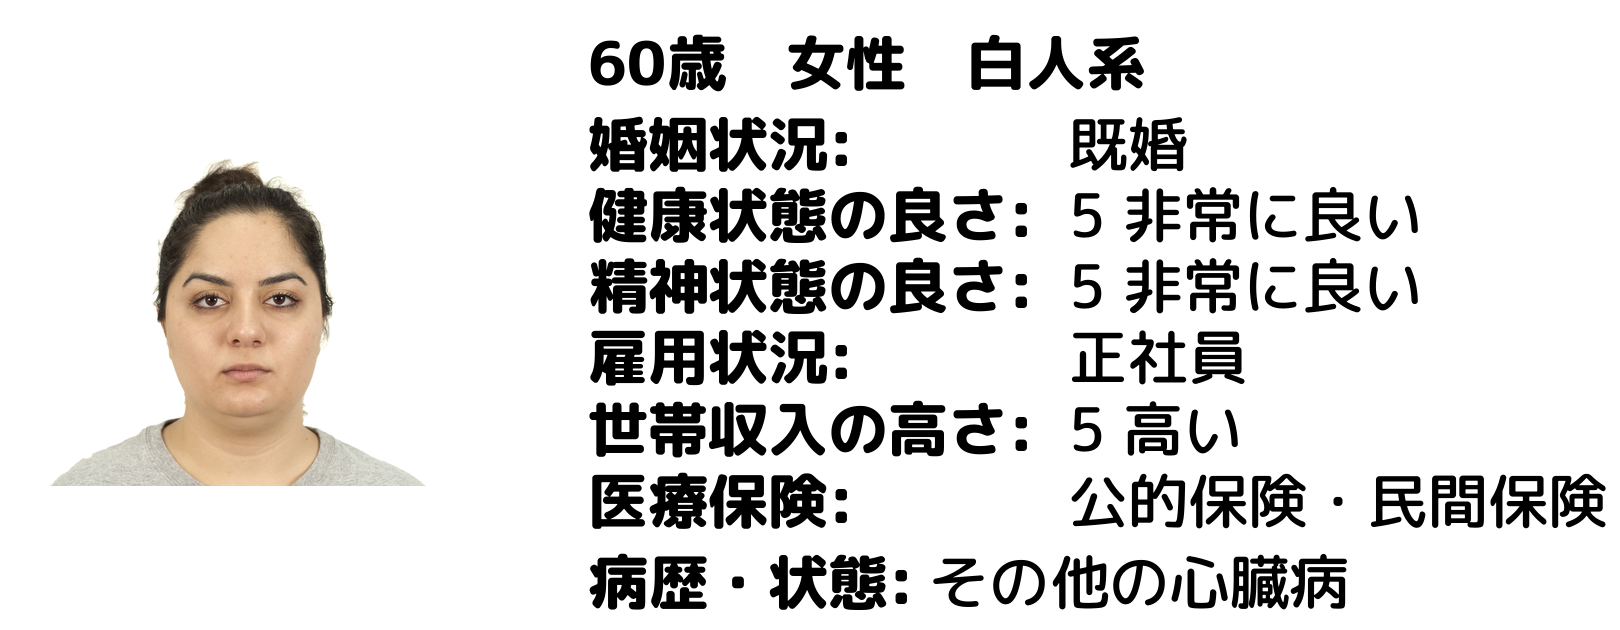 60歳　女性　白人系
婚姻状況: 既婚
健康状態の良さ: 5 非常に良い
精神状態の良さ: 5 非常に良い
雇用状況: 正社員
世帯収入の高さ: 5 高い
医療保険: 公的保険・民間保険
病歴・状態: その他の心臓病